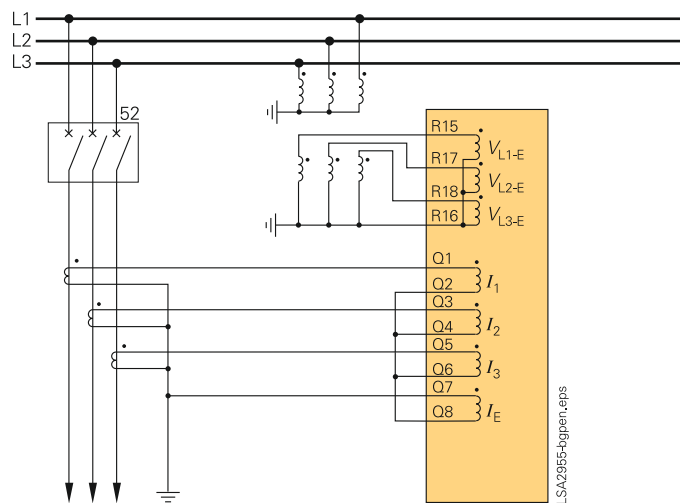 L1
L2
L3
52
R15
V L1-E
R17
V L2-E
R18
V L3-E
R16
Q1
I 1
Q2
Q3
I 2
Q4
Q5
I 3
Q6
Q7
I E
Q8
LSA2955-bgpen.eps